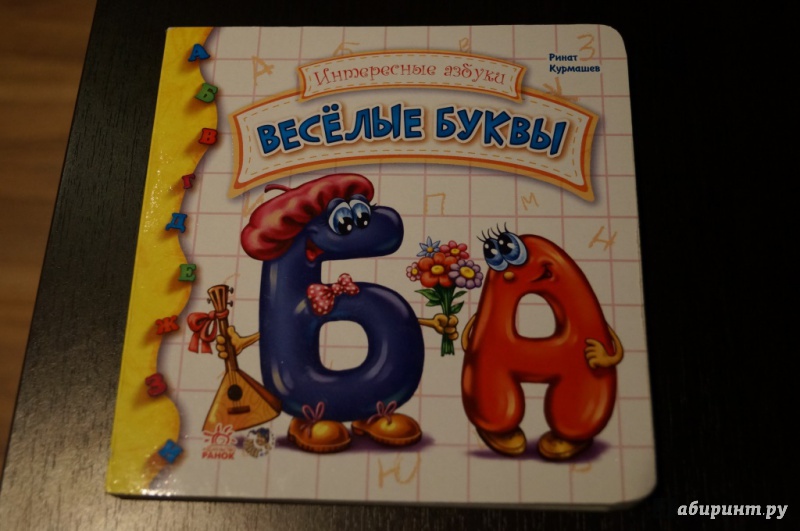 Интересные азбуки
Ринат
Курмашев
ВЕСЁЛЫЕ БУКВЫ
А
Б
В
Г
Д
Е
Ж
З
И
А
Б
В
З
У
П
М
Н
Б А
РАНОК
Ю
абиринт.ру